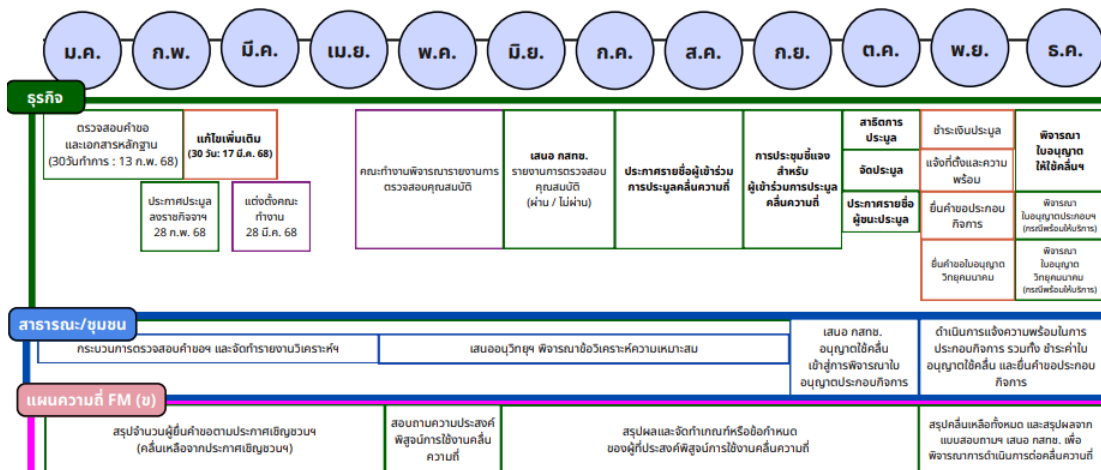 ม.ค. ก.พ. มี.ค. เม.ย. พ.ค. มิ.ย. ก.ค. ส.ค. ก.ย. ต.ค. พ.ย. ธ.ค.
ธุรกิจ
ตรวจสอบคำขอ
และเอกสารหลักฐาน
(30วันทำการ : 13 ก.พ. 68)
แก้ไขเพิ่มเติม
(30 วัน: 17 มี.ค. 68)
ประกาศประมูล
ลงราชกิจจาฯ
28 ก.พ. 68
แต่งตั้งคณะ
ทำงาน
28 มี.ค. 68
คณะทำงานพิจารณารายงานการ
ตรวจสอบคุณสมบัติ
เสนอ กสทช.
รายงานการตรวจสอบ
คุณสมบัติ
(ผ่าน / ไม่ผ่าน)
ประกาศรายชื่อผู้เข้าร่วม
การประมูลคลื่นความถี่
การประชุมชี้แจง
สำหรับ
ผู้เข้าร่วมการประมูล
คลื่นความถี่
สาธิตการ
ประมูล
จัดประมูล
ประกาศรายชื่อ
ผู้ชนะประมูล
ชำระเงินประมูล
แจ้งที่ตั้งและความ
พร้อม
ยื่นคำขอประกอบ
กิจการ
ยื่นคำขอใบอนุญาต
วิทยุคมนาคม
พิจารณา
ใบอนุญาต
ให้ใช้คลื่นฯ
พิจารณา
ใบอนุญาตประกอบฯ
(กรณีพร้อมให้บริการ)
พิจารณา
ใบอนุญาต
วิทยุคมนาคม
(กรณีพร้อมให้บริการ)
สาธารณะ/ชุมชน
กระบวนการตรวจสอบคำขอฯ และจัดทำรายงานวิเคราะห์ฯ
เสนออนุวิทยุฯ พิจารณาข้อวิเคราะห์ความเหมาะสม
เสนอ กสทช.
อนุญาตใช้คลื่น
เข้าสู่การพิจารณาใบ
อนุญาตประกอบกิจการ
ดำเนินการแจ้งความพร้อมในการ
ประกอบกิจการ รวมทั้ง ชำระค่าใบ
อนุญาตใช้คลื่น และยื่นคำขอประกอบ
กิจการ
แผนความถี่ FM (ข)
สรุปจำนวนผู้ยื่นคำขอตามประกาศเชิญชวนฯ
(คลื่นเหลือจากประกาศเชิญชวนฯ)
สอบถามความประสงค์
พิสูจน์การใช้งานคลื่น
ความถี่
สรุปผลและจัดทำเกณฑ์หรือข้อกำหนด
ของผู้ที่ประสงค์พิสูจน์การใช้งานคลื่นความถี่
สรุปคลื่นเหลือทั้งหมด และสรุปผลจาก
แบบสอบถามฯ เสนอ กสทช. เพื่อ
พิจารณาการดำเนินการต่อคลื่นความถี่